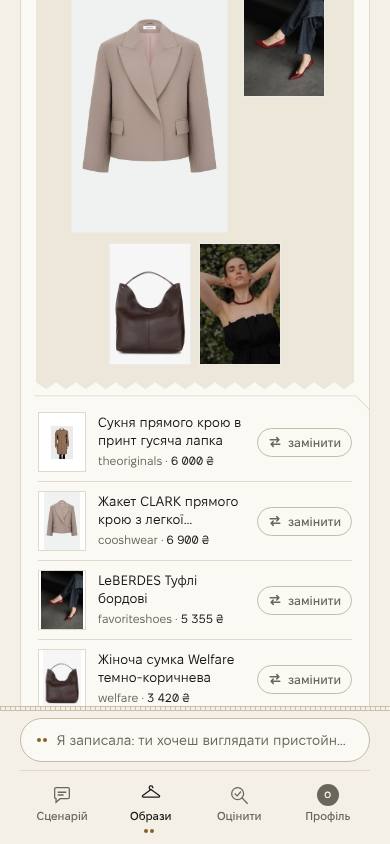 Сукня прямого крою в
принт гусяча лапка
theoriginals · 6 000 ₴
замінити
Жакет CLARK прямого
крою з легкої...
cooshwear · 6 900 ₴
замінити
LeBERDES Туфлі
бордові
favoriteshoes · 5 355 ₴
замінити
Жіноча сумка Welfare
темно-коричнева
welfare · 3 420 ₴
замінити
Я записала: ти хочеш виглядати пристойн...
Сценарій
Образи
Оцінити
О
Профіль